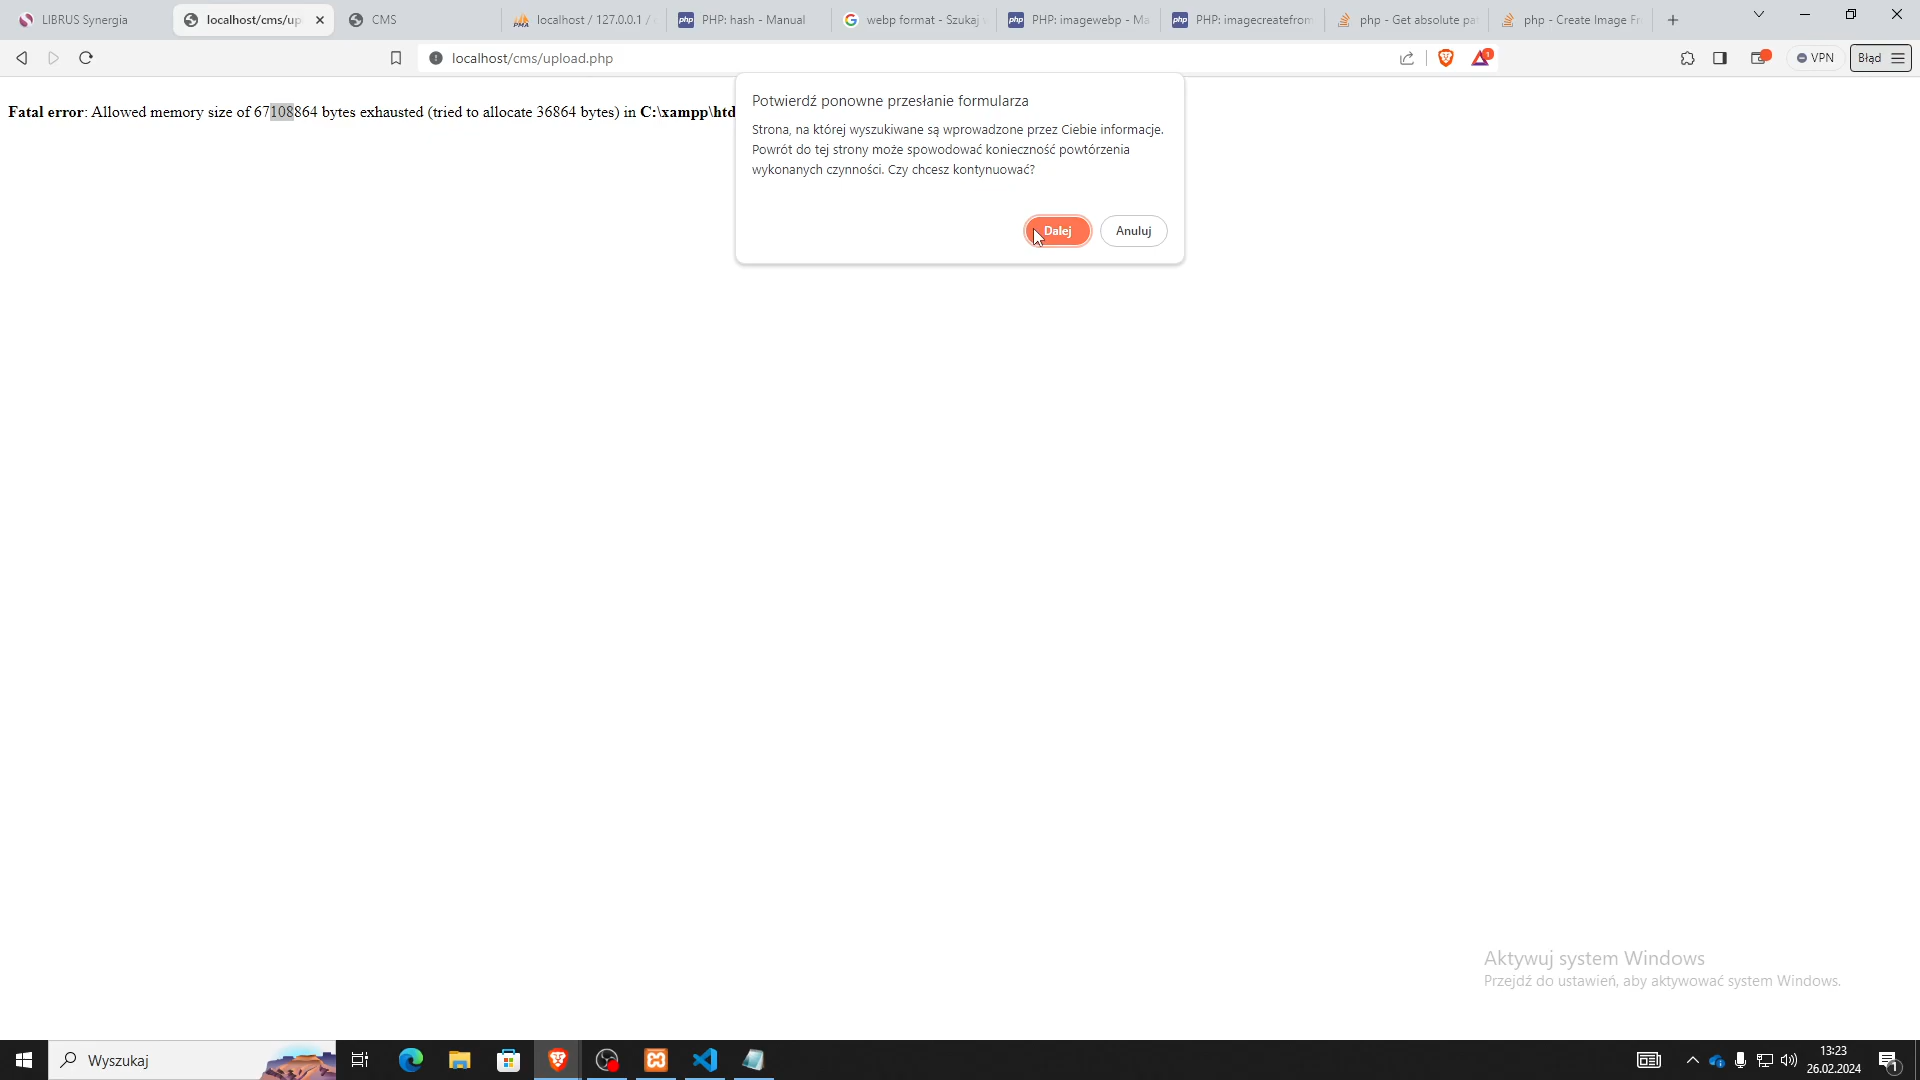 LIBRUS Synergia
localhost/cms/up
CMS
localhost / 127.0.0.1 /
PHP: hash - Manual
webp format - Szukaj
PHP: imagewebp - Ma
PHP: imagecreatefrom
php - Get absolute pa
php - Create Image Fr
localhost/cms/upload.php
1
VPN
Błąd
Fatal error: Allowed memory size of 67108864 bytes exhausted (tried to allocate 36864 bytes) in C:\xampp\htd
Potwierdź ponowne przesłanie formularza
Strona, na której wyszukiwane są wprowadzone przez Ciebie informacje.
Powrót do tej strony może spowodować konieczność powtórzenia
wykonanych czynności. Czy chcesz kontynuować?
Dalej
Anuluj
Aktywuj system Windows
Przejdź do ustawień, aby aktywować system Windows.
Wyszukaj
13:23
26.02.2024
1